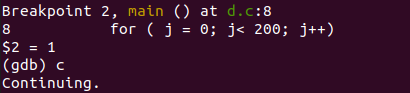 Breakpoint 2, main () at d.c:8
8           for ( j = 0; j< 200; j++)
$2 = 1
(gdb) c
Continuing.